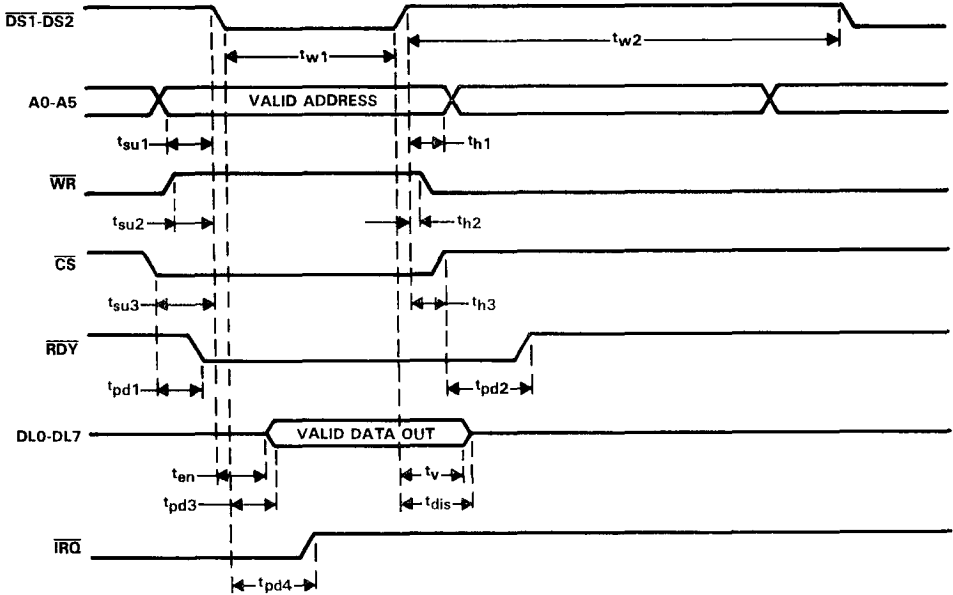 DS1-DS2
tw1
tw2
A0-A5
VALID ADDRESS
tsu1
th1
WR
tsu2
th2
CS
tsu3
th3
RDY
tpd1
tpd2
DL0-DL7
VALID DATA OUT
ten
tv
tpd3
tdis
IRQ
tpd4